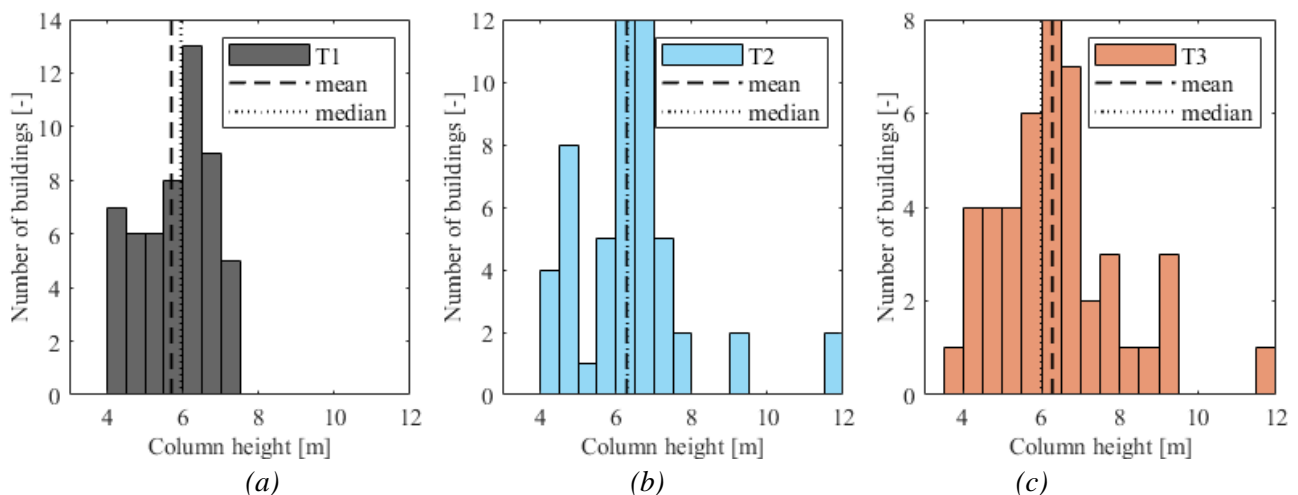 14
12
10
8
6
4
2
0
Number of buildings [-]
T1
mean
median
4 6 8 10 12
Column height [m]
(a)
12
10
8
6
4
2
0
Number of buildings [-]
T2
mean
median
4 6 8 10 12
Column height [m]
(b)
8
6
4
2
0
Number of buildings [-]
T3
mean
median
4 6 8 10 12
Column height [m]
(c)